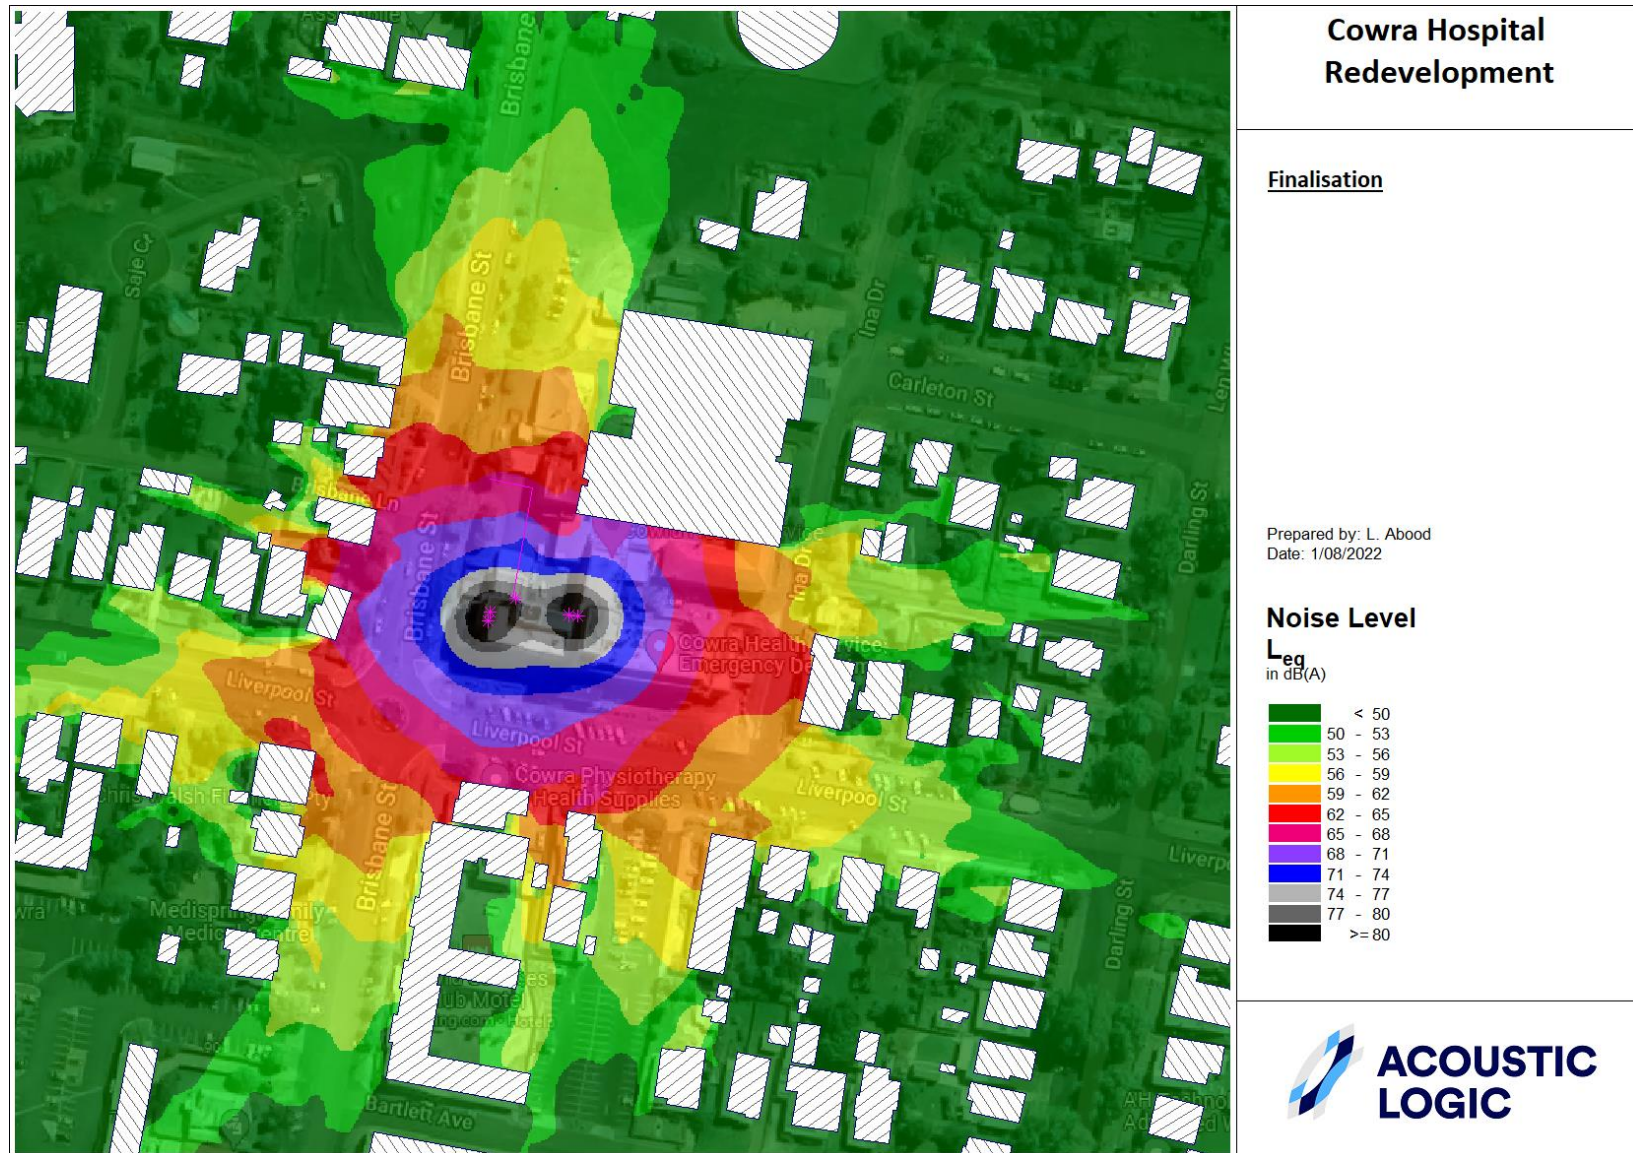 Cowra Hospital
Redevelopment
Finalisation
Prepared by: L. Abood
Date: 1/08/2022
Noise Level
Leq
in dB(A)
< 50
50 - 53
53 - 56
56 - 59
59 - 62
62 - 65
65 - 68
68 - 71
71 - 74
74 - 77
77 - 80
>= 80
ACOUSTIC
LOGIC
Brisbane
Saje Cr
Brisbane St
Ina Dr
Carleton St
Brisbane Ln
Darling St
Brisbane St
Ina Dr
Cowra Health
Emergency
Liverpool St
Liverpool St
Cowra Physiotherapy
Health Supplies
Liverpool St
Brisbane St
Darling St
Medispring Family
Medical Centre
Motel
Bartlett Ave